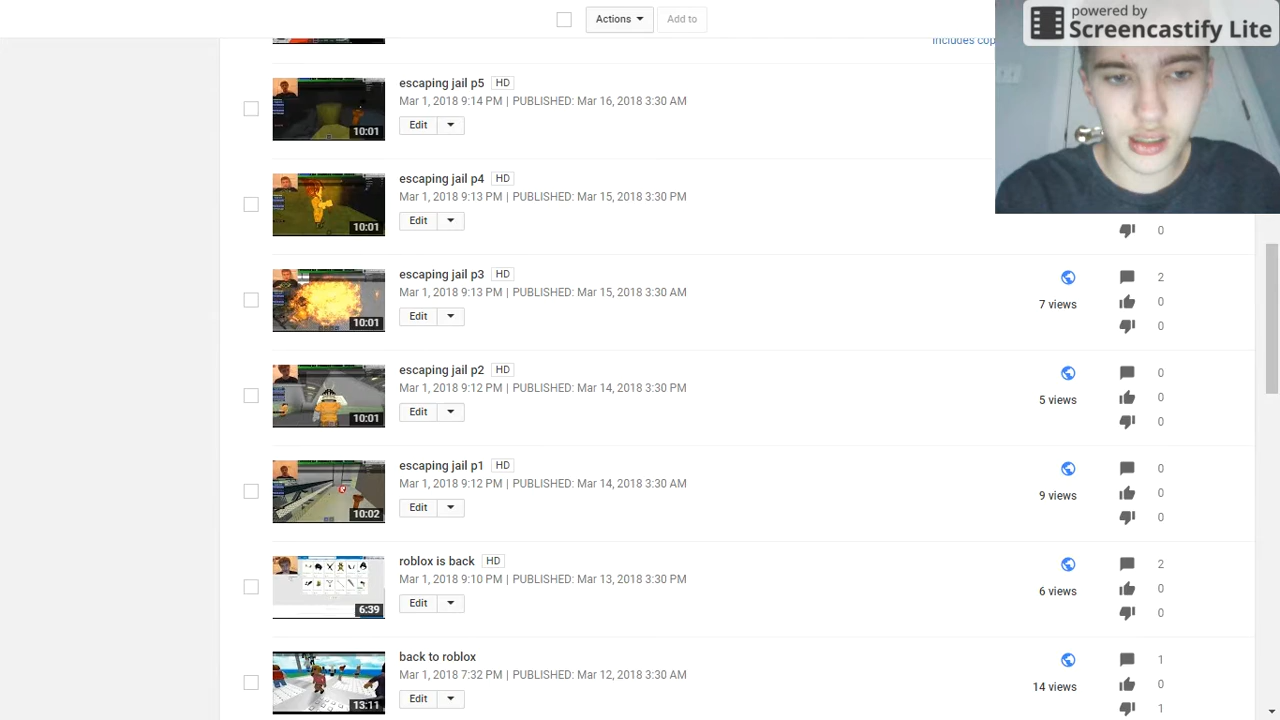 Actions
Add to
powered by
Screencastify Lite
escaping jail p5 HD
Mar 1, 2018 9:14 PM | PUBLISHED: Mar 16, 2018 3:30 AM
Edit
10:01
escaping jail p4 HD
Mar 1, 2018 9:13 PM | PUBLISHED: Mar 15, 2018 3:30 PM
Edit
10:01
0
escaping jail p3 HD
Mar 1, 2018 9:13 PM | PUBLISHED: Mar 15, 2018 3:30 AM
Edit
10:01
7 views
2
0
0
escaping jail p2 HD
Mar 1, 2018 9:12 PM | PUBLISHED: Mar 14, 2018 3:30 PM
Edit
10:01
5 views
0
0
0
escaping jail p1 HD
Mar 1, 2018 9:12 PM | PUBLISHED: Mar 14, 2018 3:30 AM
Edit
10:02
9 views
0
0
0
roblox is back HD
Mar 1, 2018 9:10 PM | PUBLISHED: Mar 13, 2018 3:30 PM
Edit
6:39
6 views
2
0
0
back to roblox
Mar 1, 2018 7:32 PM | PUBLISHED: Mar 12, 2018 3:30 AM
Edit
13:11
14 views
1
0
1